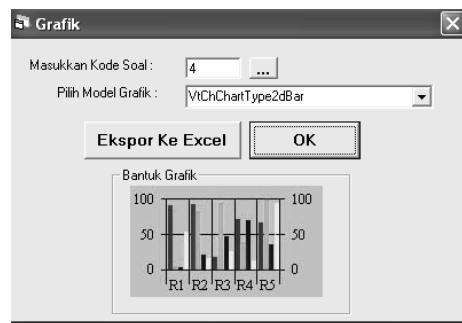 Grafik
Masukkan Kode Soal : 4 ...
Pilih Model Grafik : VtChChartType2dBar
Ekspor Ke Excel OK
Bantuk Grafik
100 100
50 50
0 0
R1 R2 R3 R4 R5